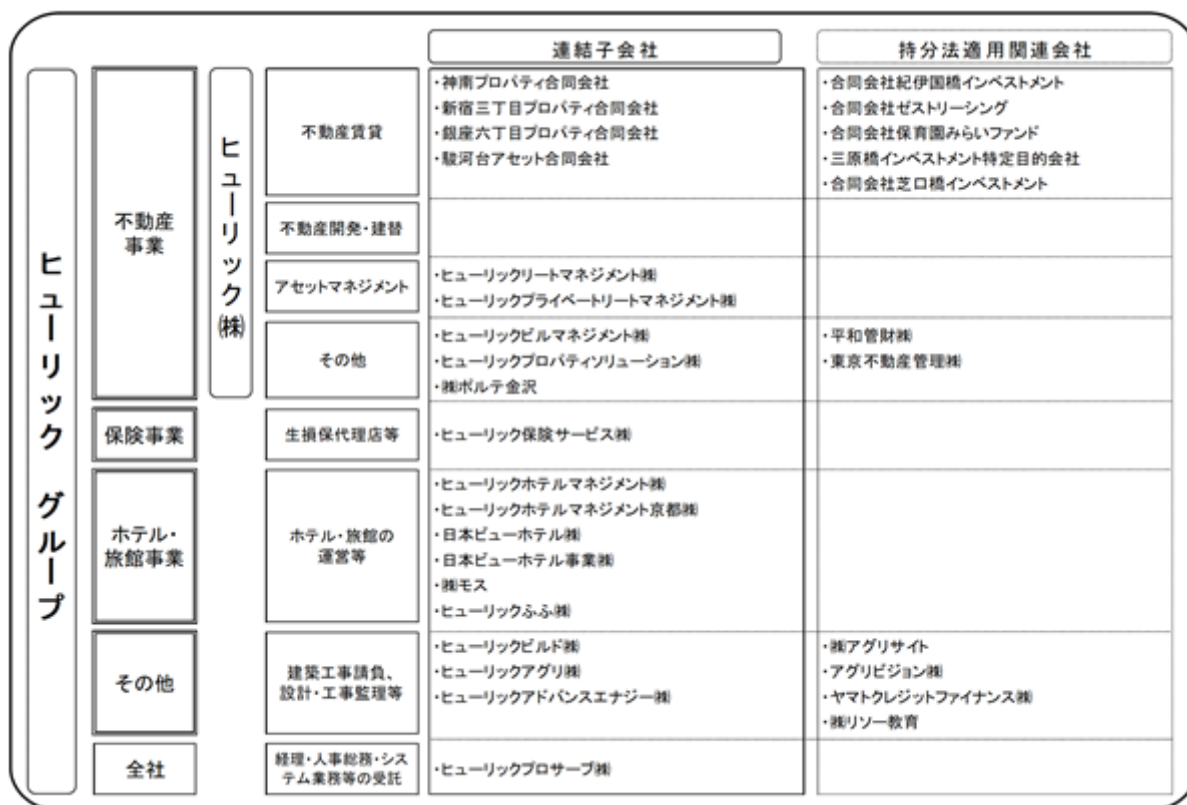 連結子会社
持分法適用関連会社
ヒューリック グループ
不動産
事業
ヒューリック㈱
不動産賃貸
・神南プロパティ合同会社
・新宿三丁目プロパティ合同会社
・銀座六丁目プロパティ合同会社
・駿河台アセット合同会社
・合同会社紀伊国橋インベストメント
・合同会社ゼストリーシング
・合同会社保育園みらいファンド
・三原橋インベストメント特定目的会社
・合同会社芝口橋インベストメント
不動産開発・建替
アセットマネジメント
・ヒューリックリートマネジメント㈱
・ヒューリックプライベートリートマネジメント㈱
その他
・ヒューリックビルマネジメント㈱
・ヒューリックプロパティソリューション㈱
・㈱ポルテ金沢
・平和管財㈱
・東京不動産管理㈱
保険事業
生損保代理店等
・ヒューリック保険サービス㈱
ホテル・
旅館事業
ホテル・旅館の
運営等
・ヒューリックホテルマネジメント㈱
・ヒューリックホテルマネジメント京都㈱
・日本ビューホテル㈱
・日本ビューホテル事業㈱
・㈱モス
・ヒューリックふふ㈱
その他
建築工事請負、
設計・工事監理等
・ヒューリックビルド㈱
・ヒューリックアグリ㈱
・ヒューリックアドバンスエナジー㈱
・㈱アグリサイト
・アグリビジョン㈱
・ヤマトクレジットファイナンス㈱
・㈱リソー教育
全社
経理・人事総務・シス
テム業務等の受託
・ヒューリックプロサーブ㈱